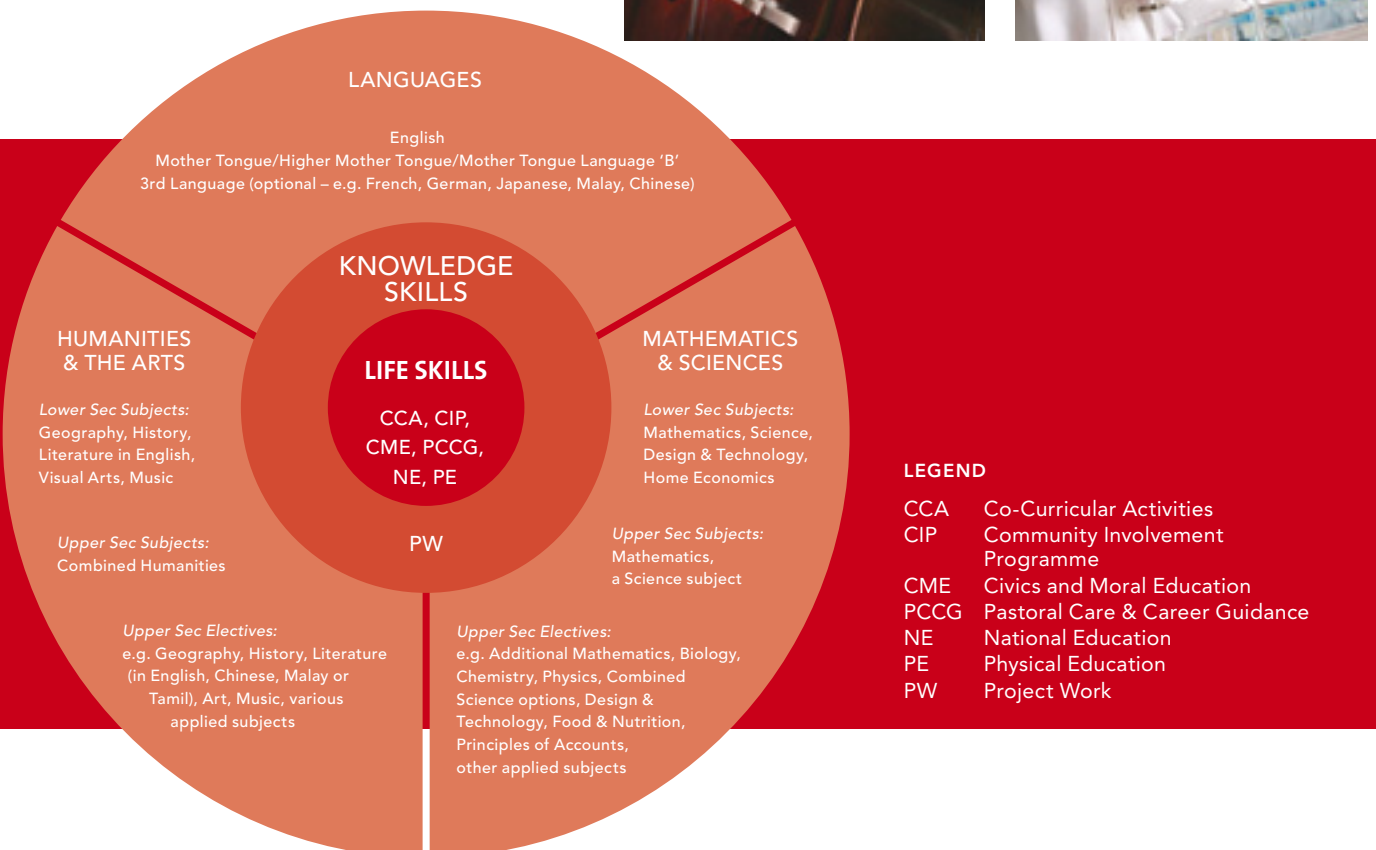 LANGUAGES
English
Mother Tongue/Higher Mother Tongue/Mother Tongue Language ‘B’
3rd Language (optional – e.g. French, German, Japanese, Malay, Chinese)
KNOWLEDGE
SKILLS
LIFE SKILLS
CCA, CIP,
CME, PCCG,
NE, PE
PW
HUMANITIES
& THE ARTS
Lower Sec Subjects:
Geography, History,
Literature in English,
Visual Arts, Music
Upper Sec Subjects:
Combined Humanities
Upper Sec Electives:
e.g. Geography, History, Literature
(in English, Chinese, Malay or
Tamil), Art, Music, various
applied subjects
MATHEMATICS
& SCIENCES
Lower Sec Subjects:
Mathematics, Science,
Design & Technology,
Home Economics
Upper Sec Subjects:
Mathematics,
a Science subject
Upper Sec Electives:
e.g. Additional Mathematics, Biology,
Chemistry, Physics, Combined
Science options, Design &
Technology, Food & Nutrition,
Principles of Accounts,
other applied subjects
LEGEND
CCA Co-Curricular Activities
CIP Community Involvement
Programme
CME Civics and Moral Education
PCCG Pastoral Care & Career Guidance
NE National Education
PE Physical Education
PW Project Work